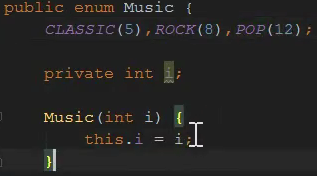 public enum Music {
CLASSIC(5),ROCK(8),POP(12);
private int i;
Music(int i) {
this.i = i;
}